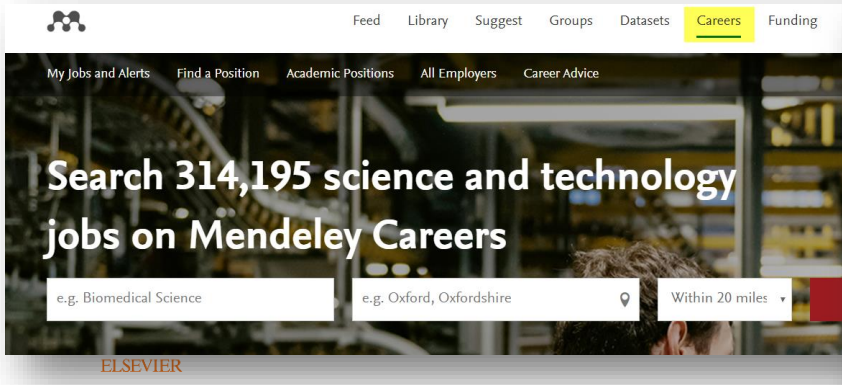 Feed Library Suggest Groups Datasets Careers Funding
My Jobs and Alerts Find a Position Academic Positions All Employers Career Advice
Search 314,195 science and technology
jobs on Mendeley Careers
e.g. Biomedical Science e.g. Oxford, Oxfordshire Within 20 miles
ELSEVIER